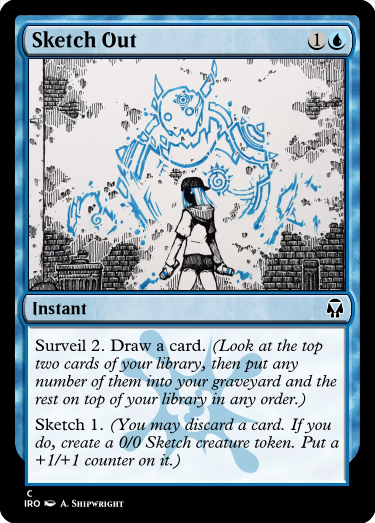 Sketch Out 1
Instant
Surveil 2. Draw a card. (Look at the top
two cards of your library, then put any
number of them into your graveyard and the
rest on top of your library in any order.)
Sketch 1. (You may discard a card. If you
do, create a 0/0 Sketch creature token. Put a
+1/+1 counter on it.)
C
IRO A. Shipwright